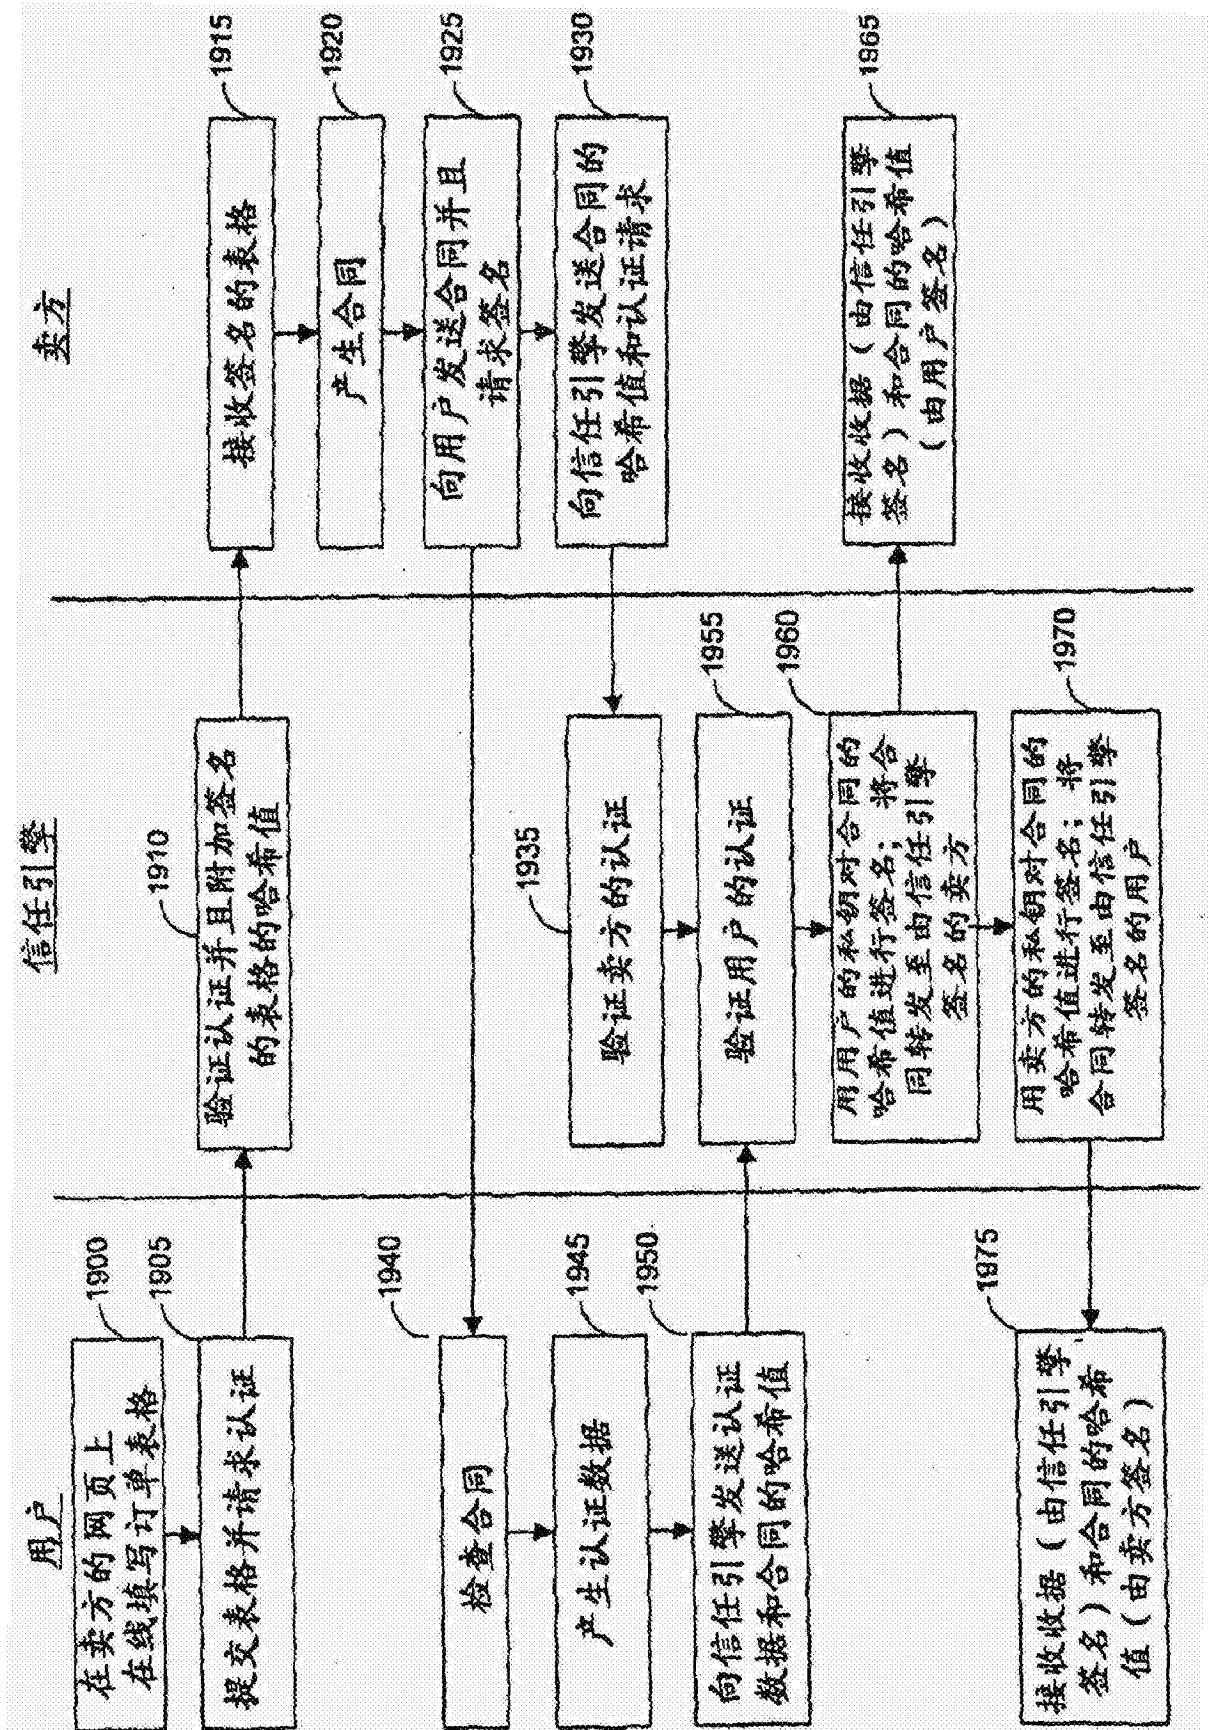 用户
信任引擎
卖方
在卖方的网页上
在线填写订单表格
1900
提交表格并请求认证
1905
验证认证并且附加签名
的表格的哈希值
1910
接收签名的表格
1915
产生合同
1920
向用户发送合同并且
请求签名
1925
向信任引擎发送合同的
哈希值和认证请求
1930
验证卖方的认证
1935
检查合同
1940
产生认证数据
1945
向信任引擎发送认证
数据和合同的哈希值
1950
验证用户的认证
1955
用用户的私钥对合同的
哈希值进行签名；将合
同转发至由信任引擎
签名的卖方
1960
接收收据（由信任引擎
签名）和合同的哈希值
（由用户签名）
1965
用卖方的私钥对合同的
哈希值进行签名；将
合同转发至由信任引擎
签名的用户
1970
接收收据（由信任引擎
签名）和合同的哈希
值（由卖方签名）
1975